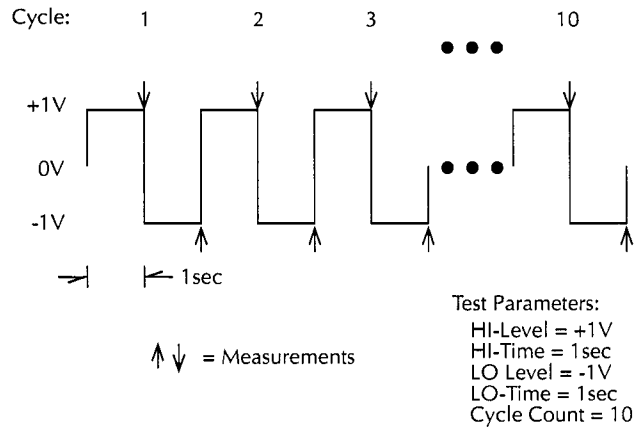 Cycle: 1 2 3 10
+1V
0V
-1V
1sec
Test Parameters:
HI-Level = +1V
HI-Time = 1sec
LO Level = -1V
LO-Time = 1sec
Cycle Count = 10
= Measurements